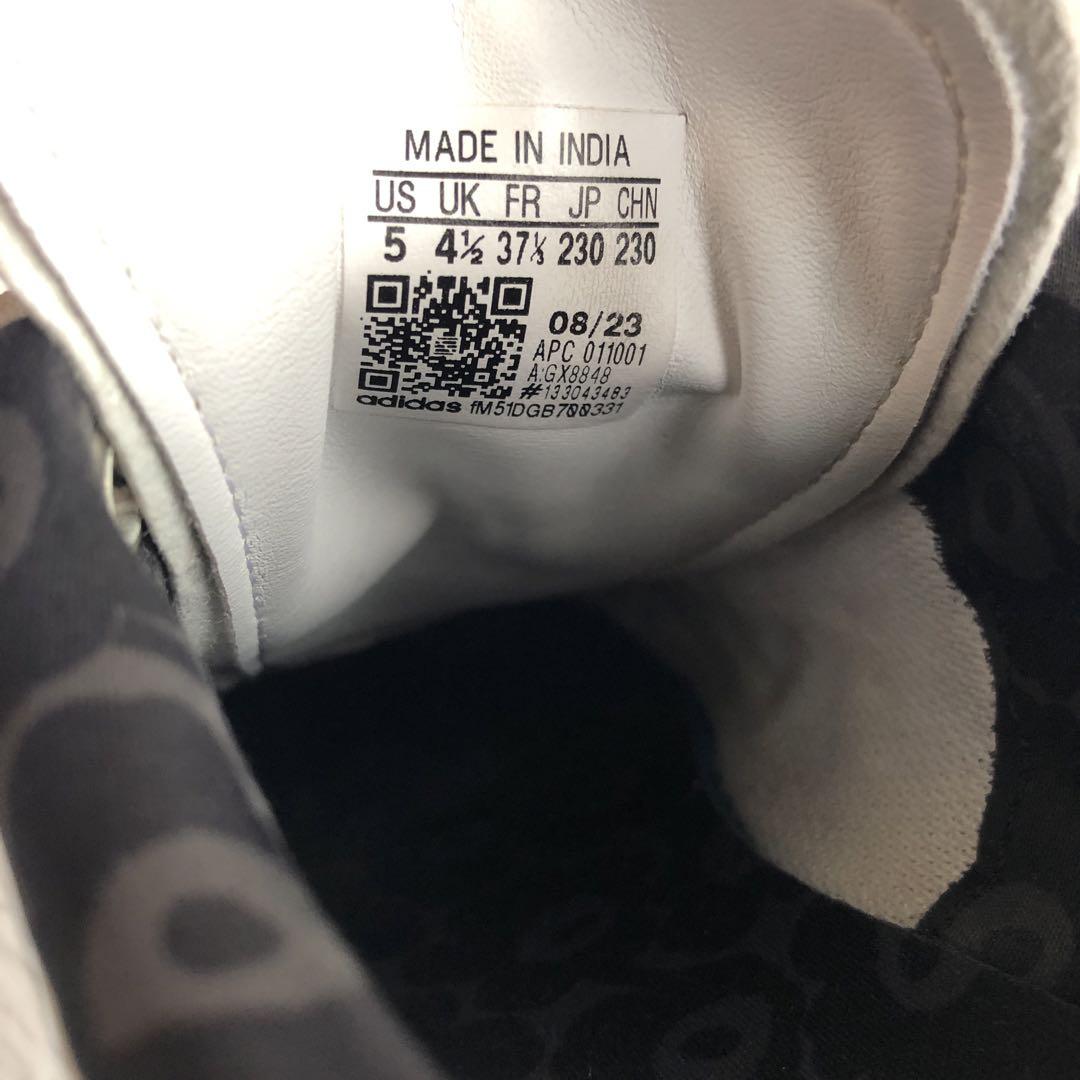 MADE IN INDIA
US UK FR JP CHN
5 4½ 37⅓ 230 230
08/23
APC 011001
A:GX8848
#133043483
adidas fM51DGB700331